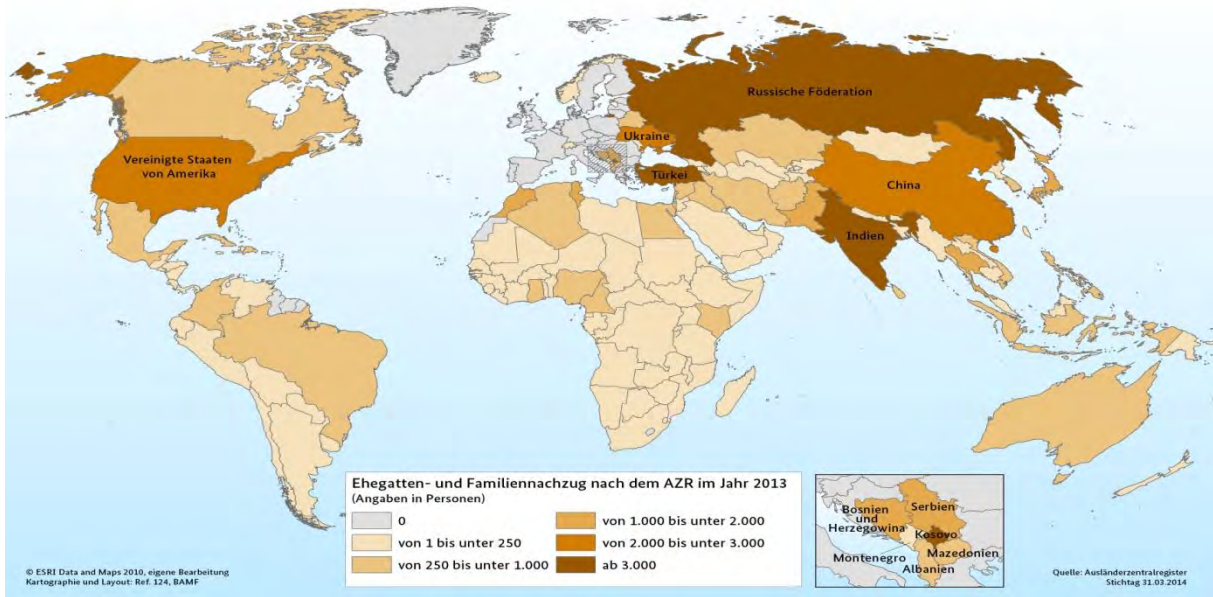 Russische Föderation
Ukraine
Vereinigte Staaten
von Amerika
Türkei
China
Indien
Ehegatten- und Familiennachzug nach dem AZR im Jahr 2013
(Angaben in Personen)
0
von 1 bis unter 250
von 250 bis unter 1.000
von 1.000 bis unter 2.000
von 2.000 bis unter 3.000
ab 3.000
Bosnien
und
Herzegowina
Serbien
Kosovo
Montenegro
Mazedonien
Albanien
© ESRI Data and Maps 2010, eigene Bearbeitung
Kartographie und Layout: Ref. 124, BAMF
Quelle: Ausländerzentralregister
Stichtag 31.03.2014